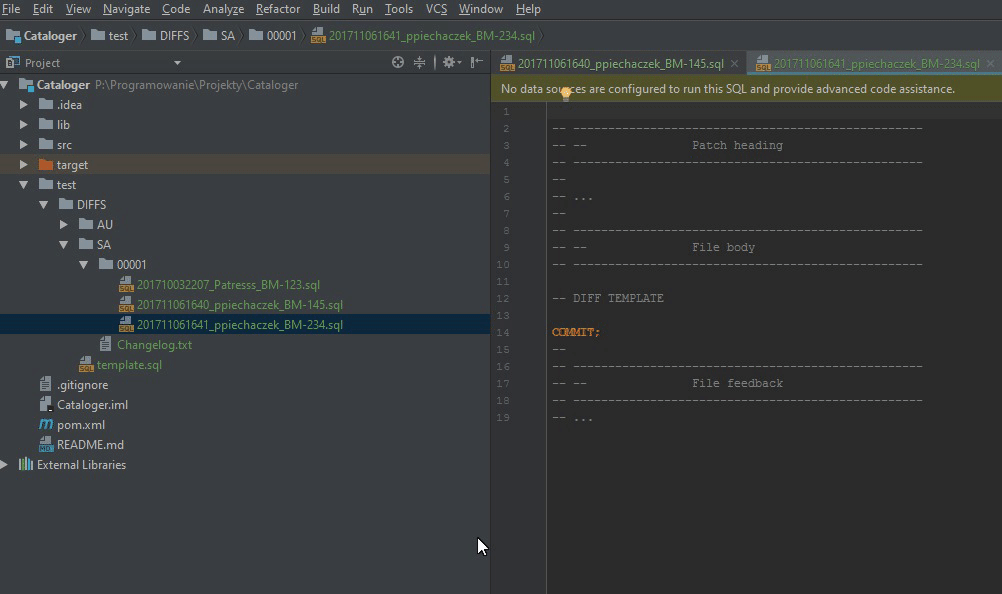 File Edit View Navigate Code Analyze Refactor Build Run Tools VCS Window Help
Cataloger test DIFFS SA 00001 201711061641_ppiechaczek_BM-234.sql
Project
Cataloger P:\Programowanie\Projekty\Cataloger
.idea
lib
src
target
test
DIFFS
AU
SA
00001
201710032207_Patresss_BM-123.sql
201711061640_ppiechaczek_BM-145.sql
201711061641_ppiechaczek_BM-234.sql
Changelog.txt
template.sql
.gitignore
Cataloger.iml
pom.xml
README.md
External Libraries
201711061640_ppiechaczek_BM-145.sql 201711061641_ppiechaczek_BM-234.sql
No data sources are configured to run this SQL and provide advanced code assistance.
1
2 -- --------------------------------------------------
3 -- -- Patch heading
4 -- --------------------------------------------------
5 --
6 -- ...
7 --
8 -- --------------------------------------------------
9 -- -- File body
10 -- --------------------------------------------------
11
12 -- DIFF TEMPLATE
13
14 COMMIT;
15 --
16 -- --------------------------------------------------
17 -- -- File feedback
18 -- --------------------------------------------------
19 -- ...